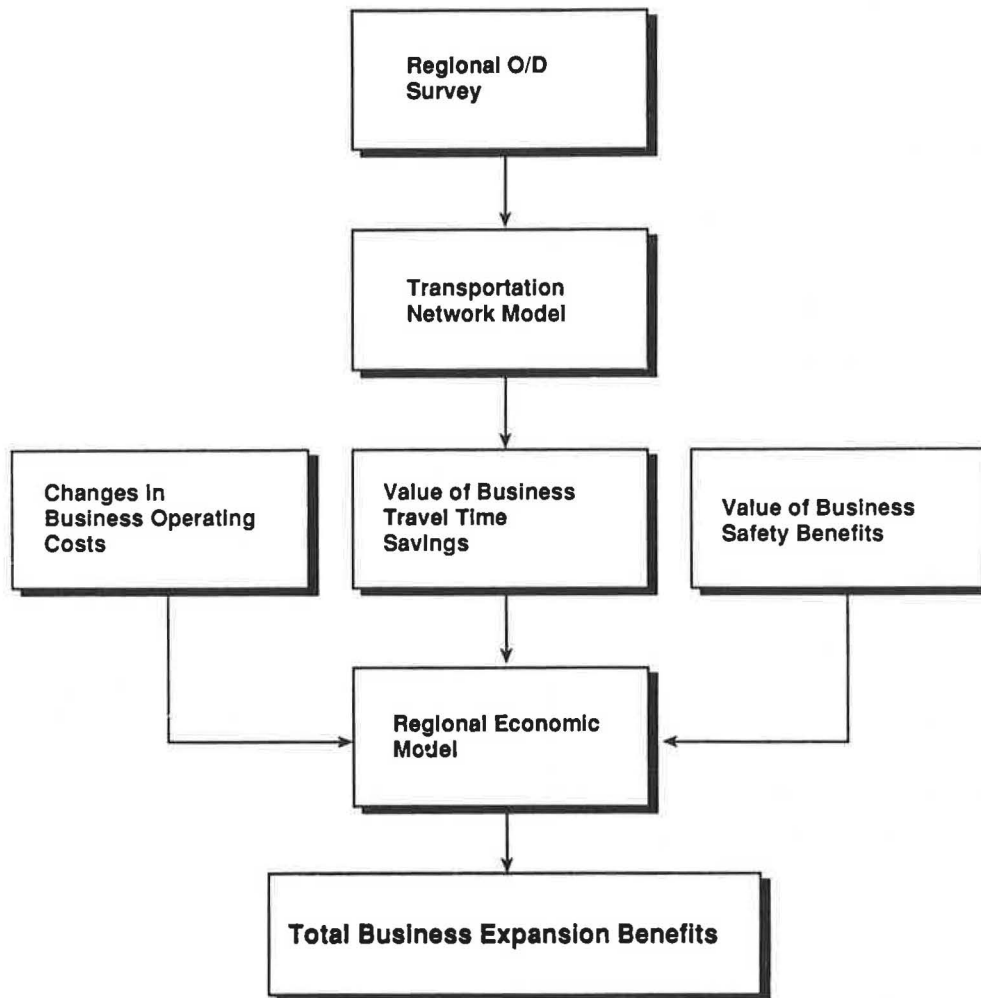 Regional O/D
Survey
Transportation
Network Model
Changes in
Business Operating
Costs
Value of Business
Travel Time
Savings
Value of Business
Safety Benefits
Regional Economic
Model
Total Business Expansion Benefits